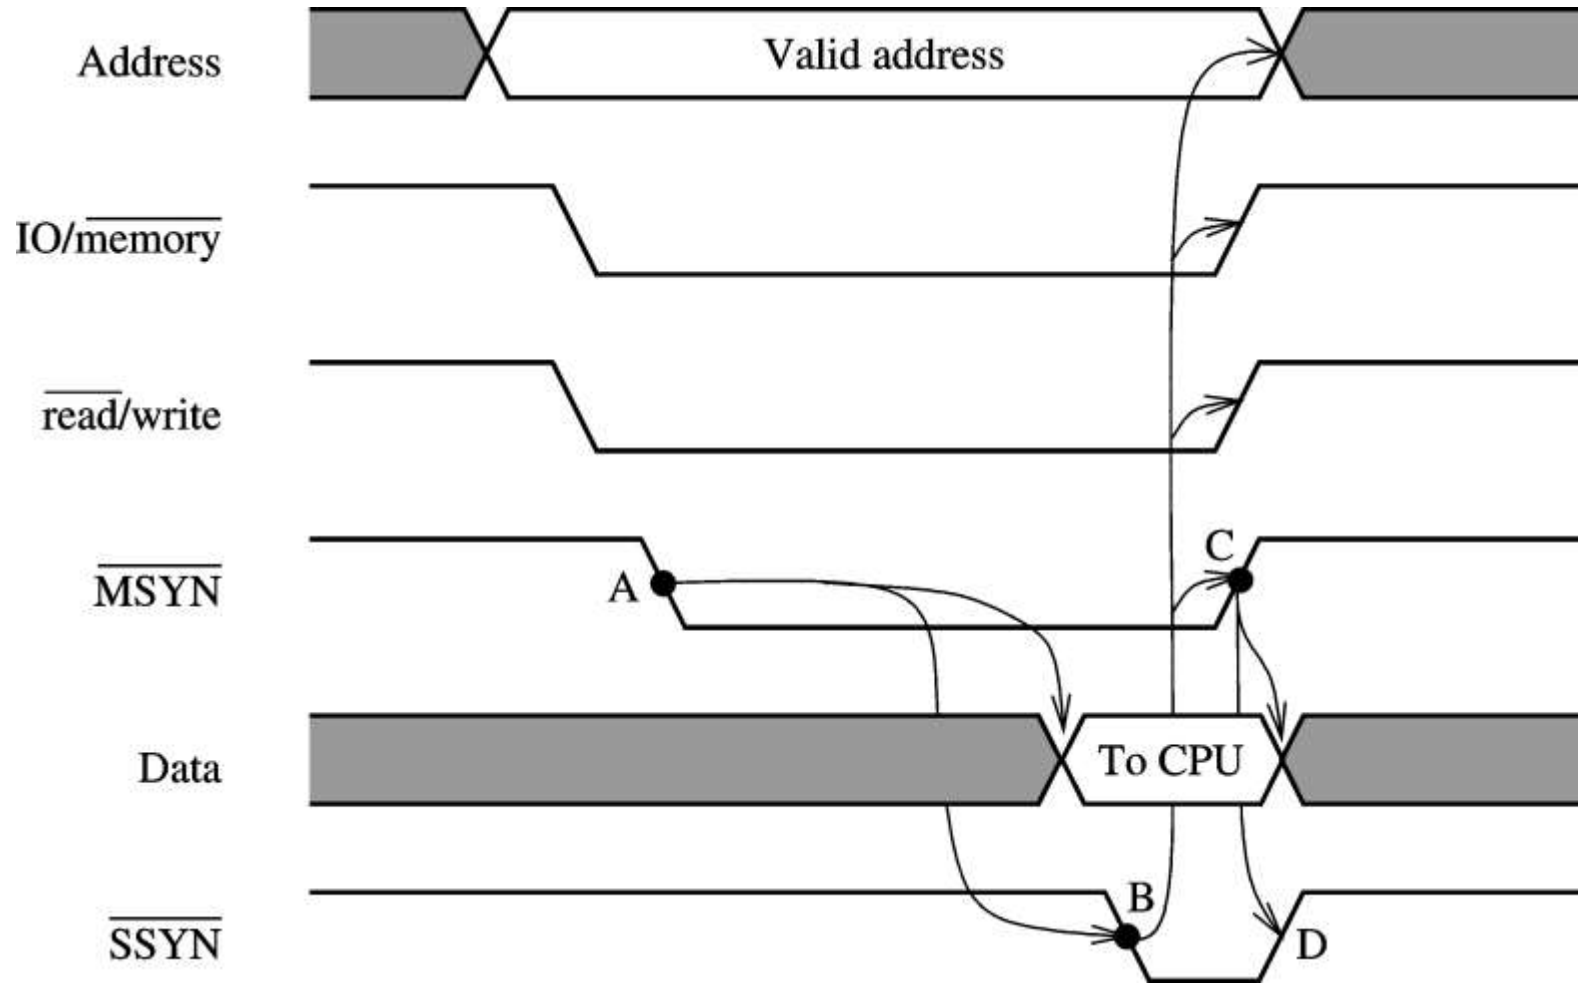 Address
Valid address
IO/memory
read/write
MSYN
A
C
Data
To CPU
SSYN
B
D